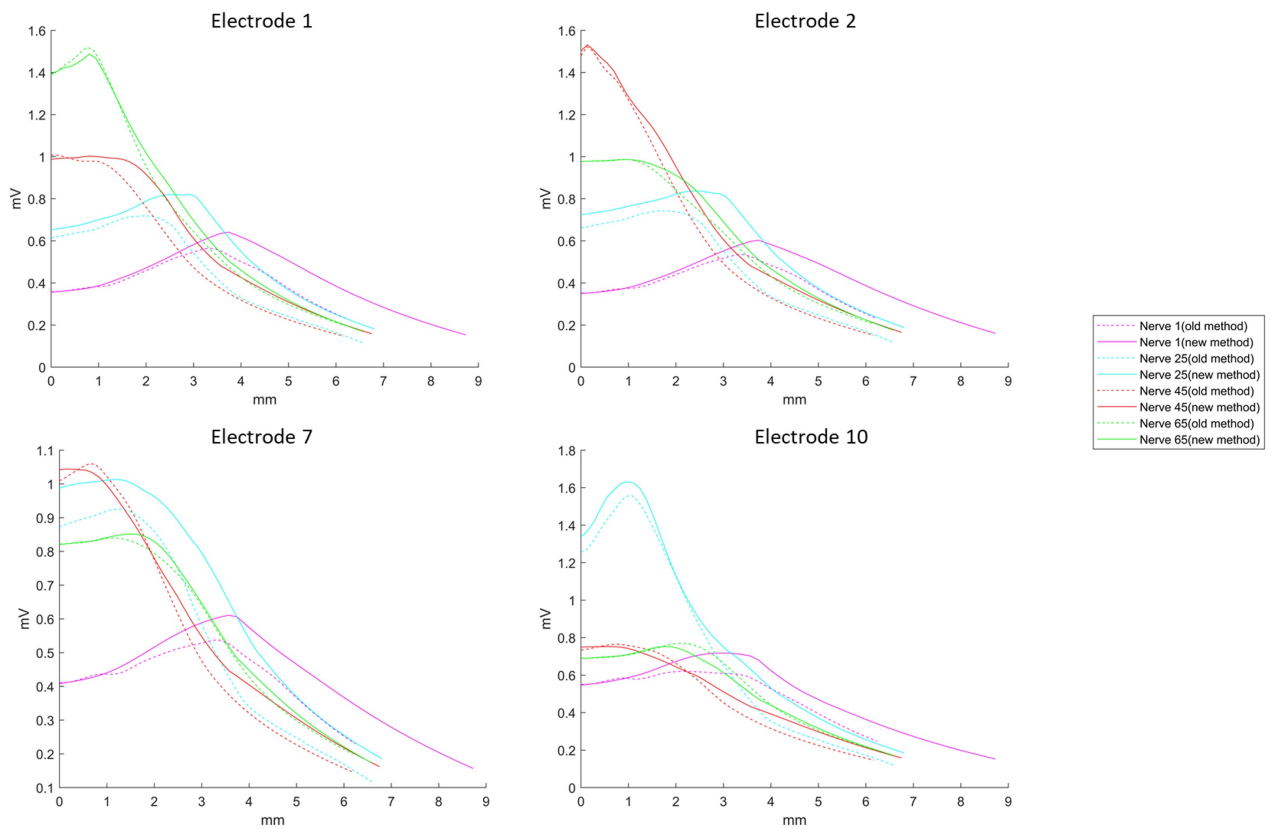 Electrode 1
1.6
1.4
1.2
1
0.8
0.6
0.4
0.2
0
mV
0 1 2 3 4 5 6 7 8 9
mm
Electrode 2
1.6
1.4
1.2
1
0.8
0.6
0.4
0.2
0
mV
0 1 2 3 4 5 6 7 8 9
mm
Nerve 1(old method)
Nerve 1(new method)
Nerve 25(old method)
Nerve 25(new method)
Nerve 45(old method)
Nerve 45(new method)
Nerve 65(old method)
Nerve 65(new method)
Electrode 7
1.1
1
0.9
0.8
0.7
0.6
0.5
0.4
0.3
0.2
0.1
mV
0 1 2 3 4 5 6 7 8 9
mm
Electrode 10
1.8
1.6
1.4
1.2
1
0.8
0.6
0.4
0.2
0
mV
0 1 2 3 4 5 6 7 8 9
mm